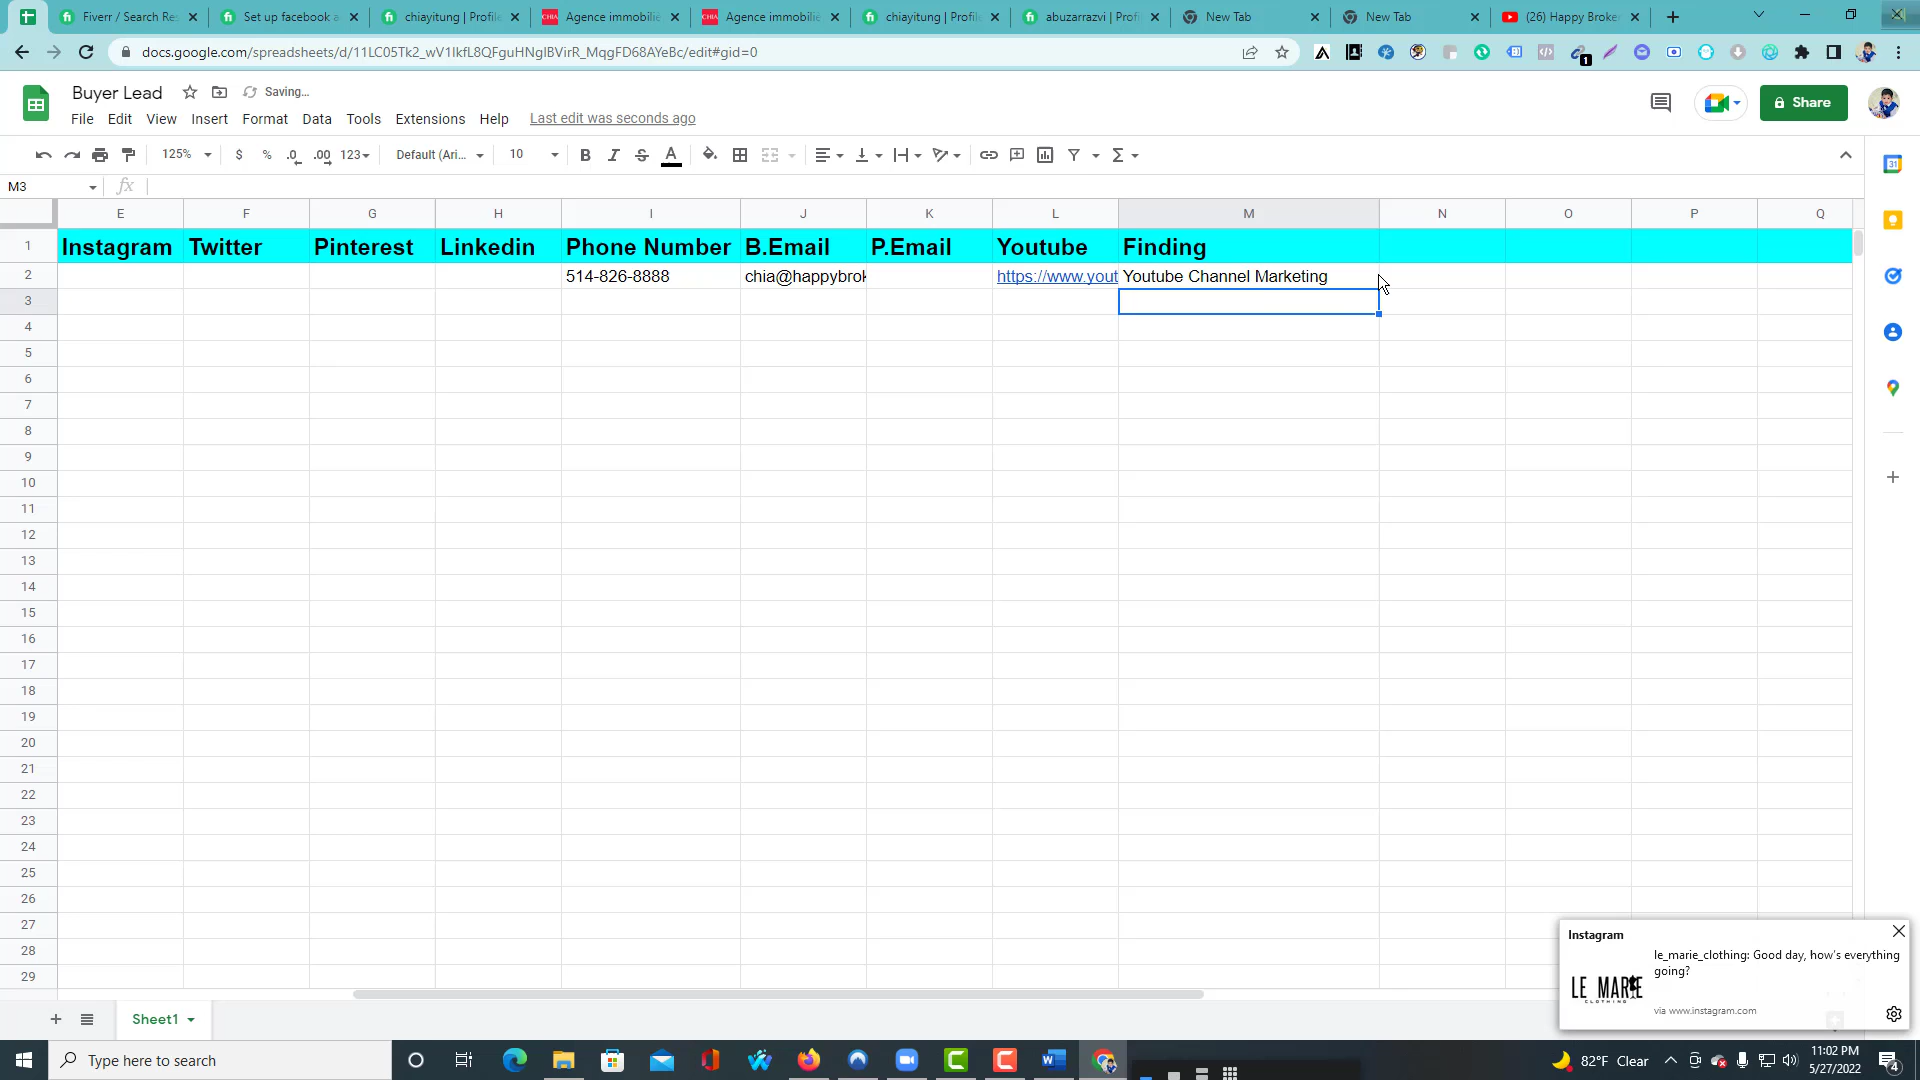 Fiverr / Search Re
Set up facebook a
chiayitung | Profile
Agence immobiliè
Agence immobiliè
chiayitung | Profile
abuzarrazvi | Profi
New Tab
New Tab
(26) Happy Broke
docs.google.com/spreadsheets/d/11LC05Tk2_wV1IkfL8QFguHNglBVirR_MqgFD68AYeBc/edit#gid=0
Buyer Lead
Saving...
File Edit View Insert Format Data Tools Extensions Help Last edit was seconds ago
Share
125% $ % .0 .00 123 Default (Ari... 10
M3 fx
E F G H I J K L M N O P Q
1 Instagram Twitter Pinterest Linkedin Phone Number B.Email P.Email Youtube Finding
2 514-826-8888 chia@happybrok https://www.yout Youtube Channel Marketing
3
4
5
6
7
8
9
10
11
12
13
14
15
16
17
18
19
20
21
22
23
24
25
26
27
28
29
Instagram
le_marie_clothing: Good day, how's everything
going?
LE MARIE
CLOTHING
via www.instagram.com
Sheet1
Type here to search
82°F Clear
11:02 PM
5/27/2022
4